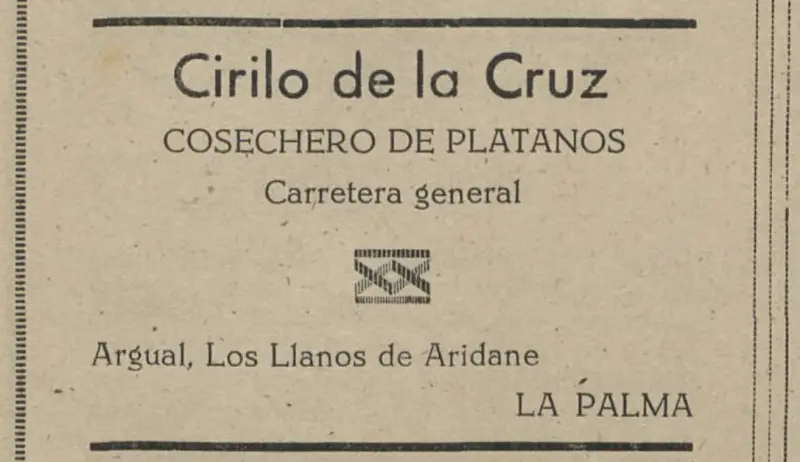 Cirilo de la Cruz
COSECHERO DE PLATANOS
Carretera general
Argual, Los Llanos de Aridane
LA PALMA